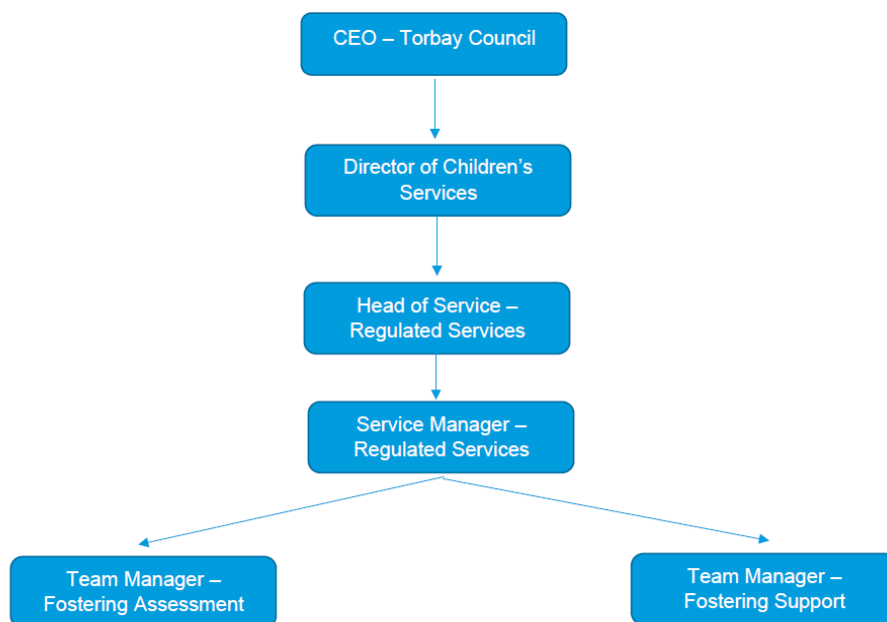 CEO – Torbay Council
Director of Children's
Services
Head of Service –
Regulated Services
Service Manager –
Regulated Services
Team Manager –
Fostering Assessment
Team Manager –
Fostering Support